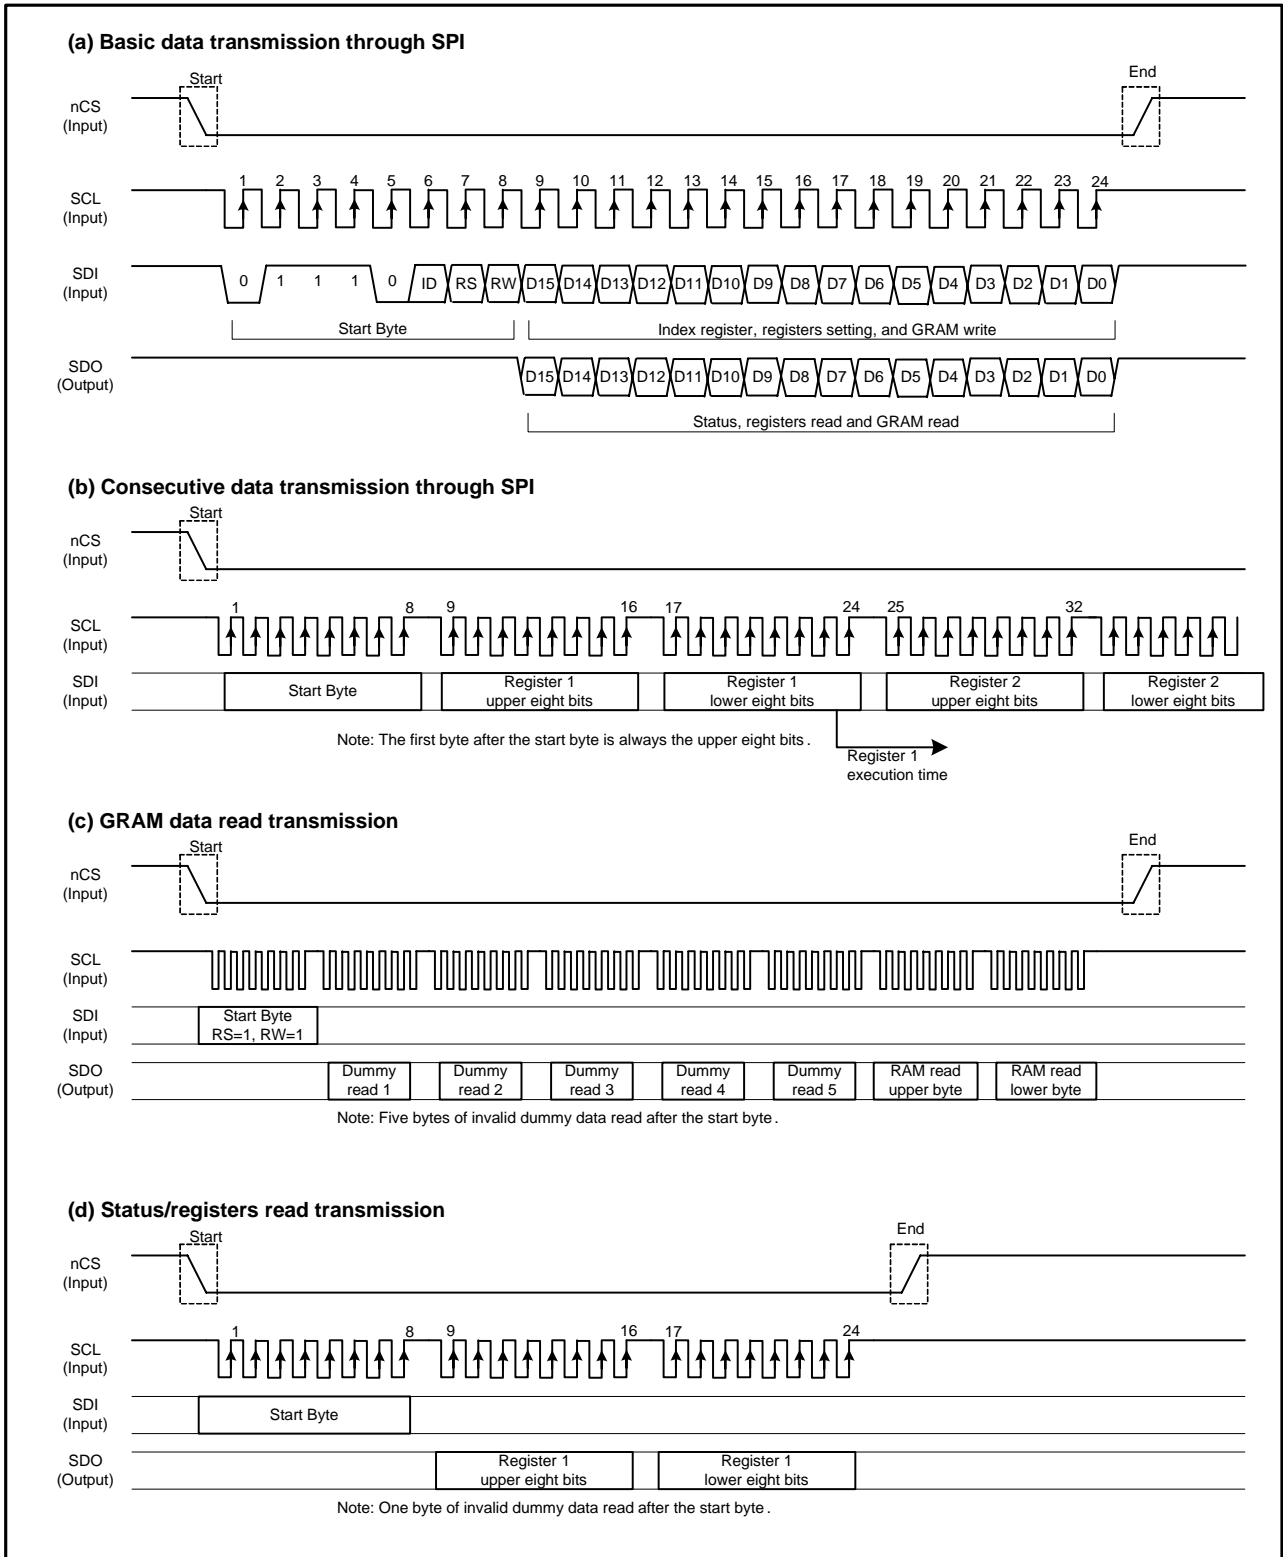 (a) Basic data transmission through SPI
Start
End
nCS
(Input)
1 2 3 4 5 6 7 8 9 10 11 12 13 14 15 16 17 18 19 20 21 22 23 24
SCL
(Input)
SDI
(Input)
0 1 1 1 0 ID RS RW D15 D14 D13 D12 D11 D10 D9 D8 D7 D6 D5 D4 D3 D2 D1 D0
Start Byte
Index register, registers setting, and GRAM write
SDO
(Output)
D15 D14 D13 D12 D11 D10 D9 D8 D7 D6 D5 D4 D3 D2 D1 D0
Status, registers read and GRAM read
(b) Consecutive data transmission through SPI
Start
nCS
(Input)
1 8 9 16 17 24 25 32
SCL
(Input)
SDI
(Input)
Start Byte
Register 1
upper eight bits
Register 1
lower eight bits
Register 2
upper eight bits
Register 2
lower eight bits
Note: The first byte after the start byte is always the upper eight bits.
Register 1
execution time
(c) GRAM data read transmission
Start
End
nCS
(Input)
SCL
(Input)
SDI
(Input)
Start Byte
RS=1, RW=1
SDO
(Output)
Dummy
read 1
Dummy
read 2
Dummy
read 3
Dummy
read 4
Dummy
read 5
RAM read
upper byte
RAM read
lower byte
Note: Five bytes of invalid dummy data read after the start byte.
(d) Status/registers read transmission
Start
End
nCS
(Input)
1 8 9 16 17 24
SCL
(Input)
SDI
(Input)
Start Byte
SDO
(Output)
Register 1
upper eight bits
Register 1
lower eight bits
Note: One byte of invalid dummy data read after the start byte.